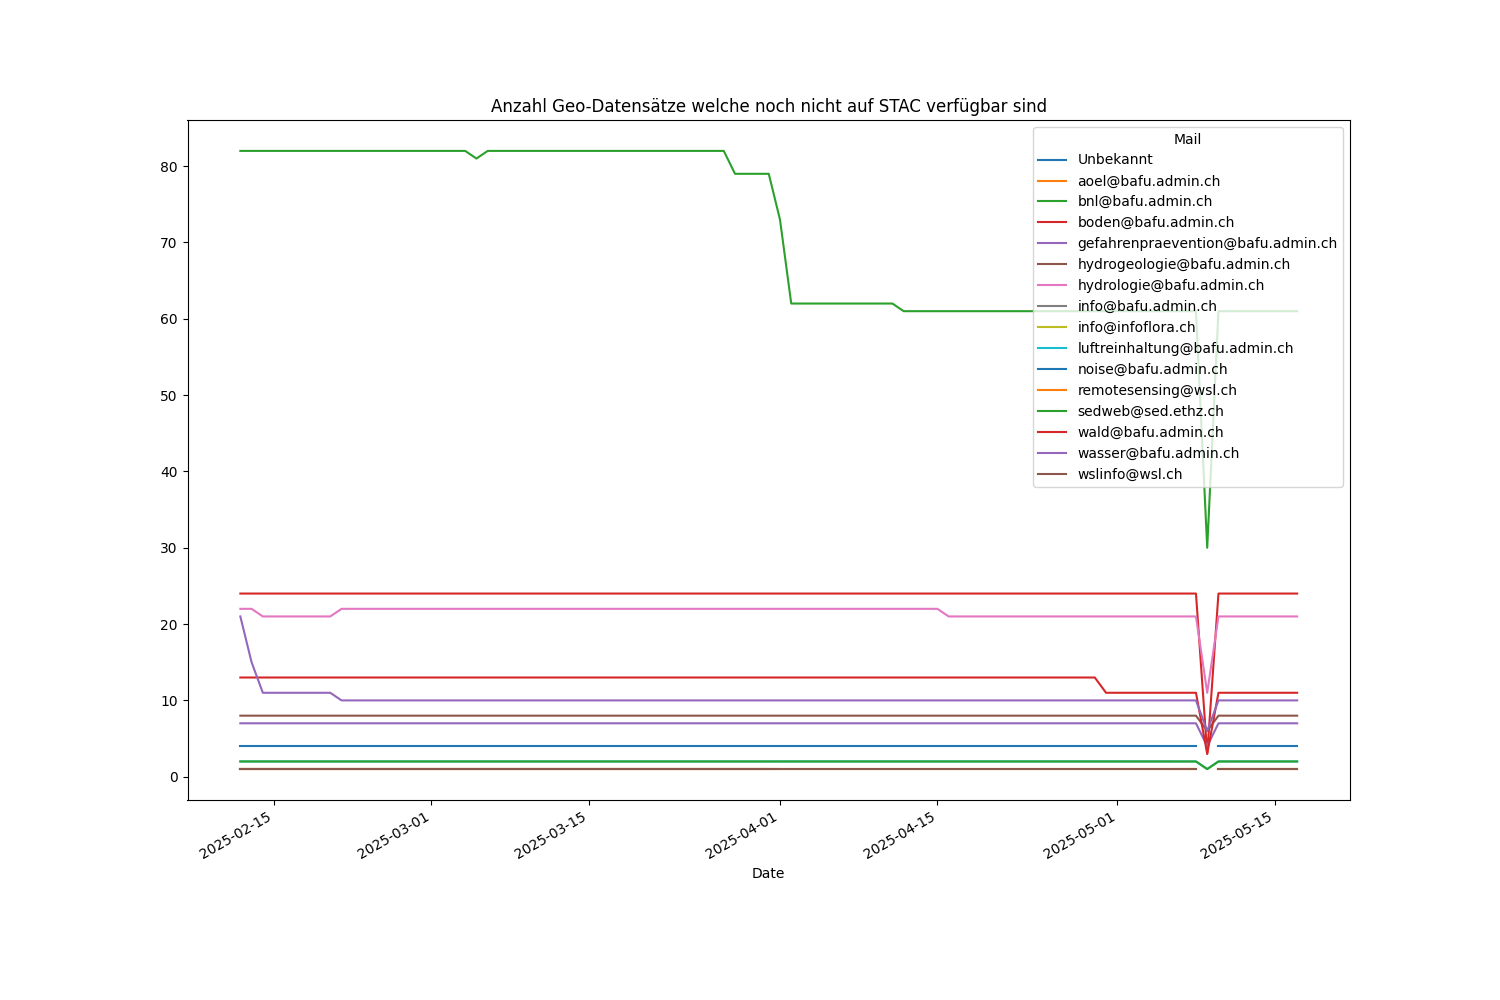 Anzahl Geo-Datensätze welche noch nicht auf STAC verfügbar sind
Mail
Unbekannt
aoel@bafu.admin.ch
bnl@bafu.admin.ch
boden@bafu.admin.ch
gefahrenpraevention@bafu.admin.ch
hydrogeologie@bafu.admin.ch
hydrologie@bafu.admin.ch
info@bafu.admin.ch
info@infoflora.ch
luftreinhaltung@bafu.admin.ch
noise@bafu.admin.ch
remotesensing@wsl.ch
sedweb@sed.ethz.ch
wald@bafu.admin.ch
wasser@bafu.admin.ch
wslinfo@wsl.ch
80
70
60
50
40
30
20
10
0
2025-02-15
2025-03-01
2025-03-15
2025-04-01
2025-04-15
2025-05-01
2025-05-15
Date